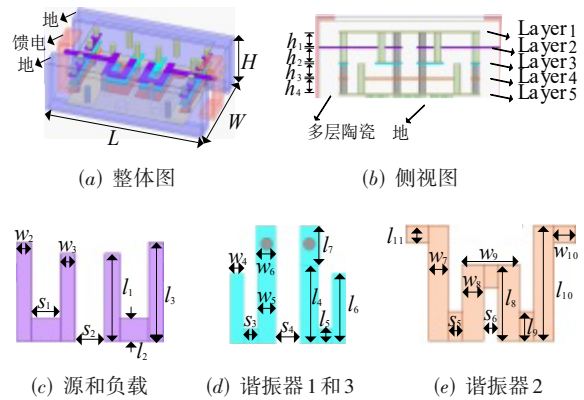 地
馈电
地
H
W
L
(a) 整体图
h₁
h₂
h₃
h₄
Layer1
Layer2
Layer3
Layer4
Layer5
多层陶瓷
地
(b) 侧视图
w₂
w₃
s₁
s₂
l₁
l₂
l₃
(c) 源和负载
w₄
w₆
w₅
s₃
s₄
l₇
l₄
l₅
l₆
(d) 谐振器1和3
l₁₁
w₇
w₉
w₈
w₁₀
s₅
s₆
l₈
l₉
l₁₀
(e) 谐振器2